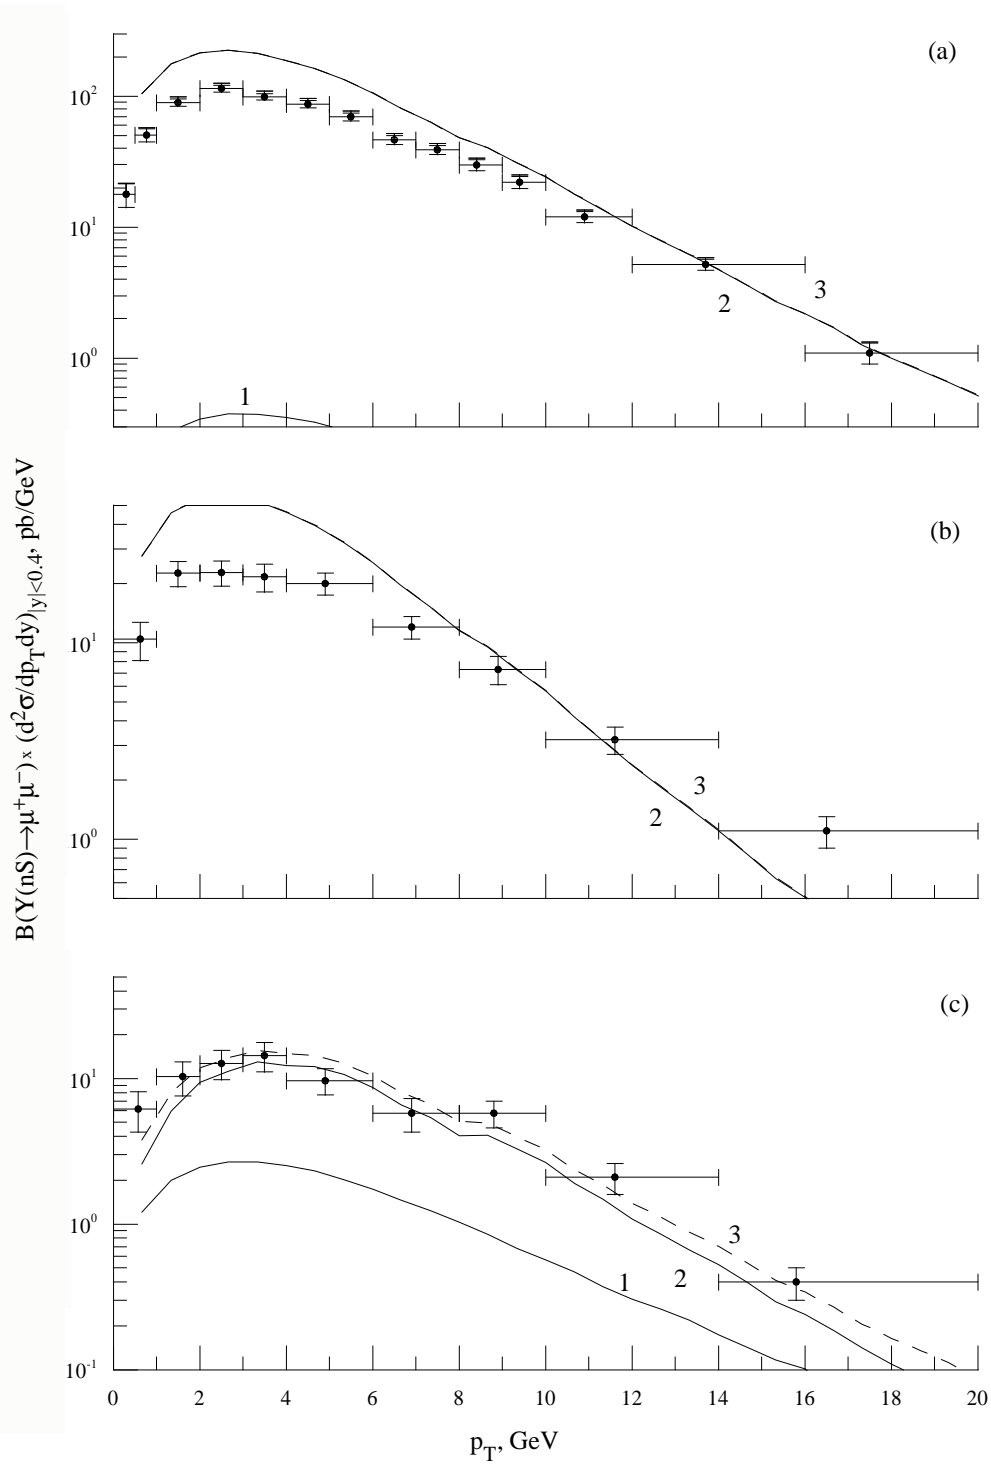 (a)
10²
10¹
10⁰
1
2
3
B(Υ(nS)→μ⁺μ⁻) x (d²σ/dp_T dy)_|y|<0.4, pb/GeV
(b)
10¹
10⁰
2
3
(c)
10¹
10⁰
10⁻¹
1
2
3
0 2 4 6 8 10 12 14 16 18 20
p_T, GeV